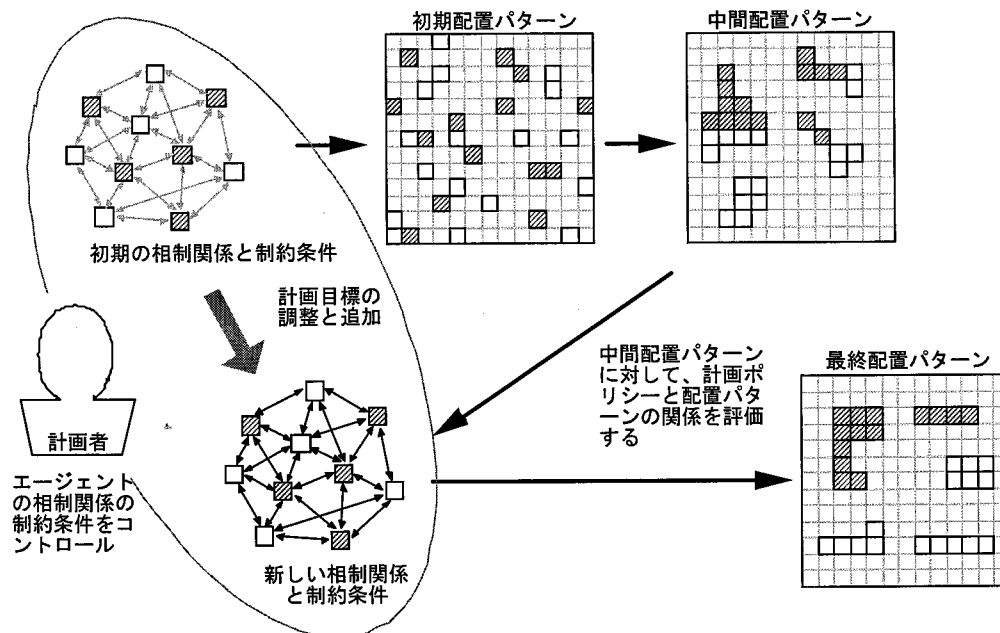 初期配置パターン
中間配置パターン
初期の相制関係と制約条件
計画目標の
調整と追加
中間配置パターン
に対して、計画ポ
リシーと配置パタ
ーンの関係を評価
する
最終配置パターン
計画者
エージェント
の相制関係の
制約条件をコ
ントロール
新しい相制関係
と制約条件